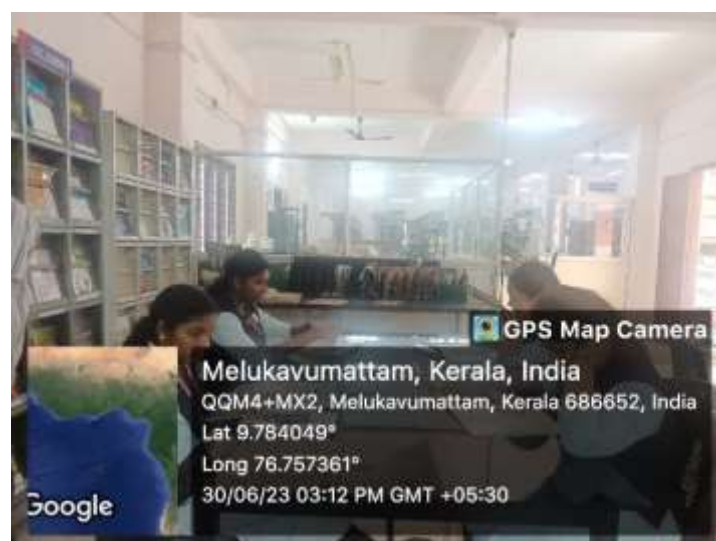 GPS Map Camera
Melukavumattam, Kerala, India
QQM4+MX2, Melukavumattam, Kerala 686652, India
Lat 9.784049°
Long 76.757361°
30/06/23 03:12 PM GMT +05:30
Google